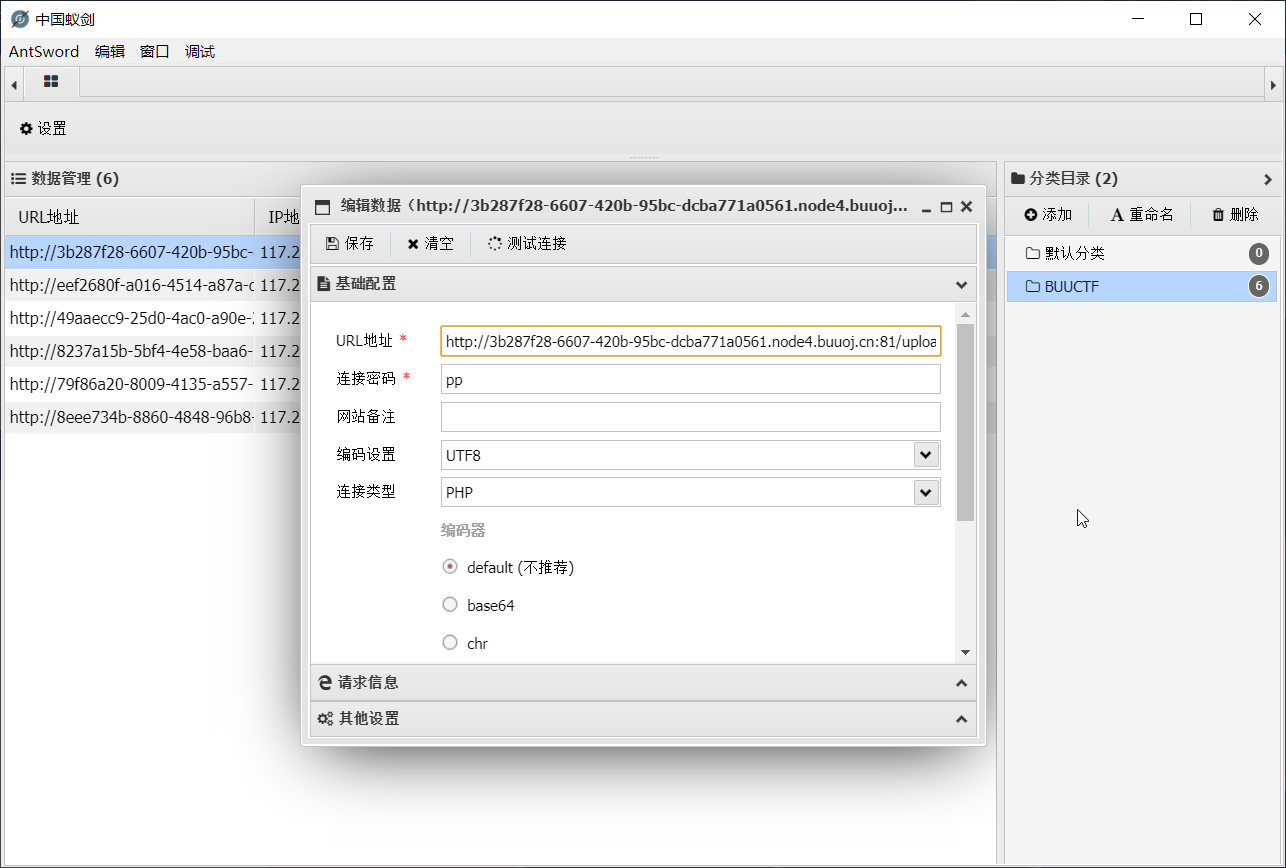 中国蚁剑
AntSword 编辑 窗口 调试
设置
数据管理 (6)
URL地址 IP地
http://3b287f28-6607-420b-95bc- 117.2
http://eef2680f-a016-4514-a87a-c 117.2
http://49aaecc9-25d0-4ac0-a90e- 117.2
http://8237a15b-5bf4-4e58-baa6- 117.2
http://79f86a20-8009-4135-a557- 117.2
http://8eee734b-8860-4848-96b8- 117.2
编辑数据（http://3b287f28-6607-420b-95bc-dcba771a0561.node4.buuoj...
保存 清空 测试连接
基础配置
URL地址 * http://3b287f28-6607-420b-95bc-dcba771a0561.node4.buuoj.cn:81/uploa
连接密码 * pp
网站备注
编码设置 UTF8
连接类型 PHP
编码器
default (不推荐)
base64
chr
请求信息
其他设置
分类目录 (2)
添加 重命名 删除
默认分类 0
BUUCTF 6